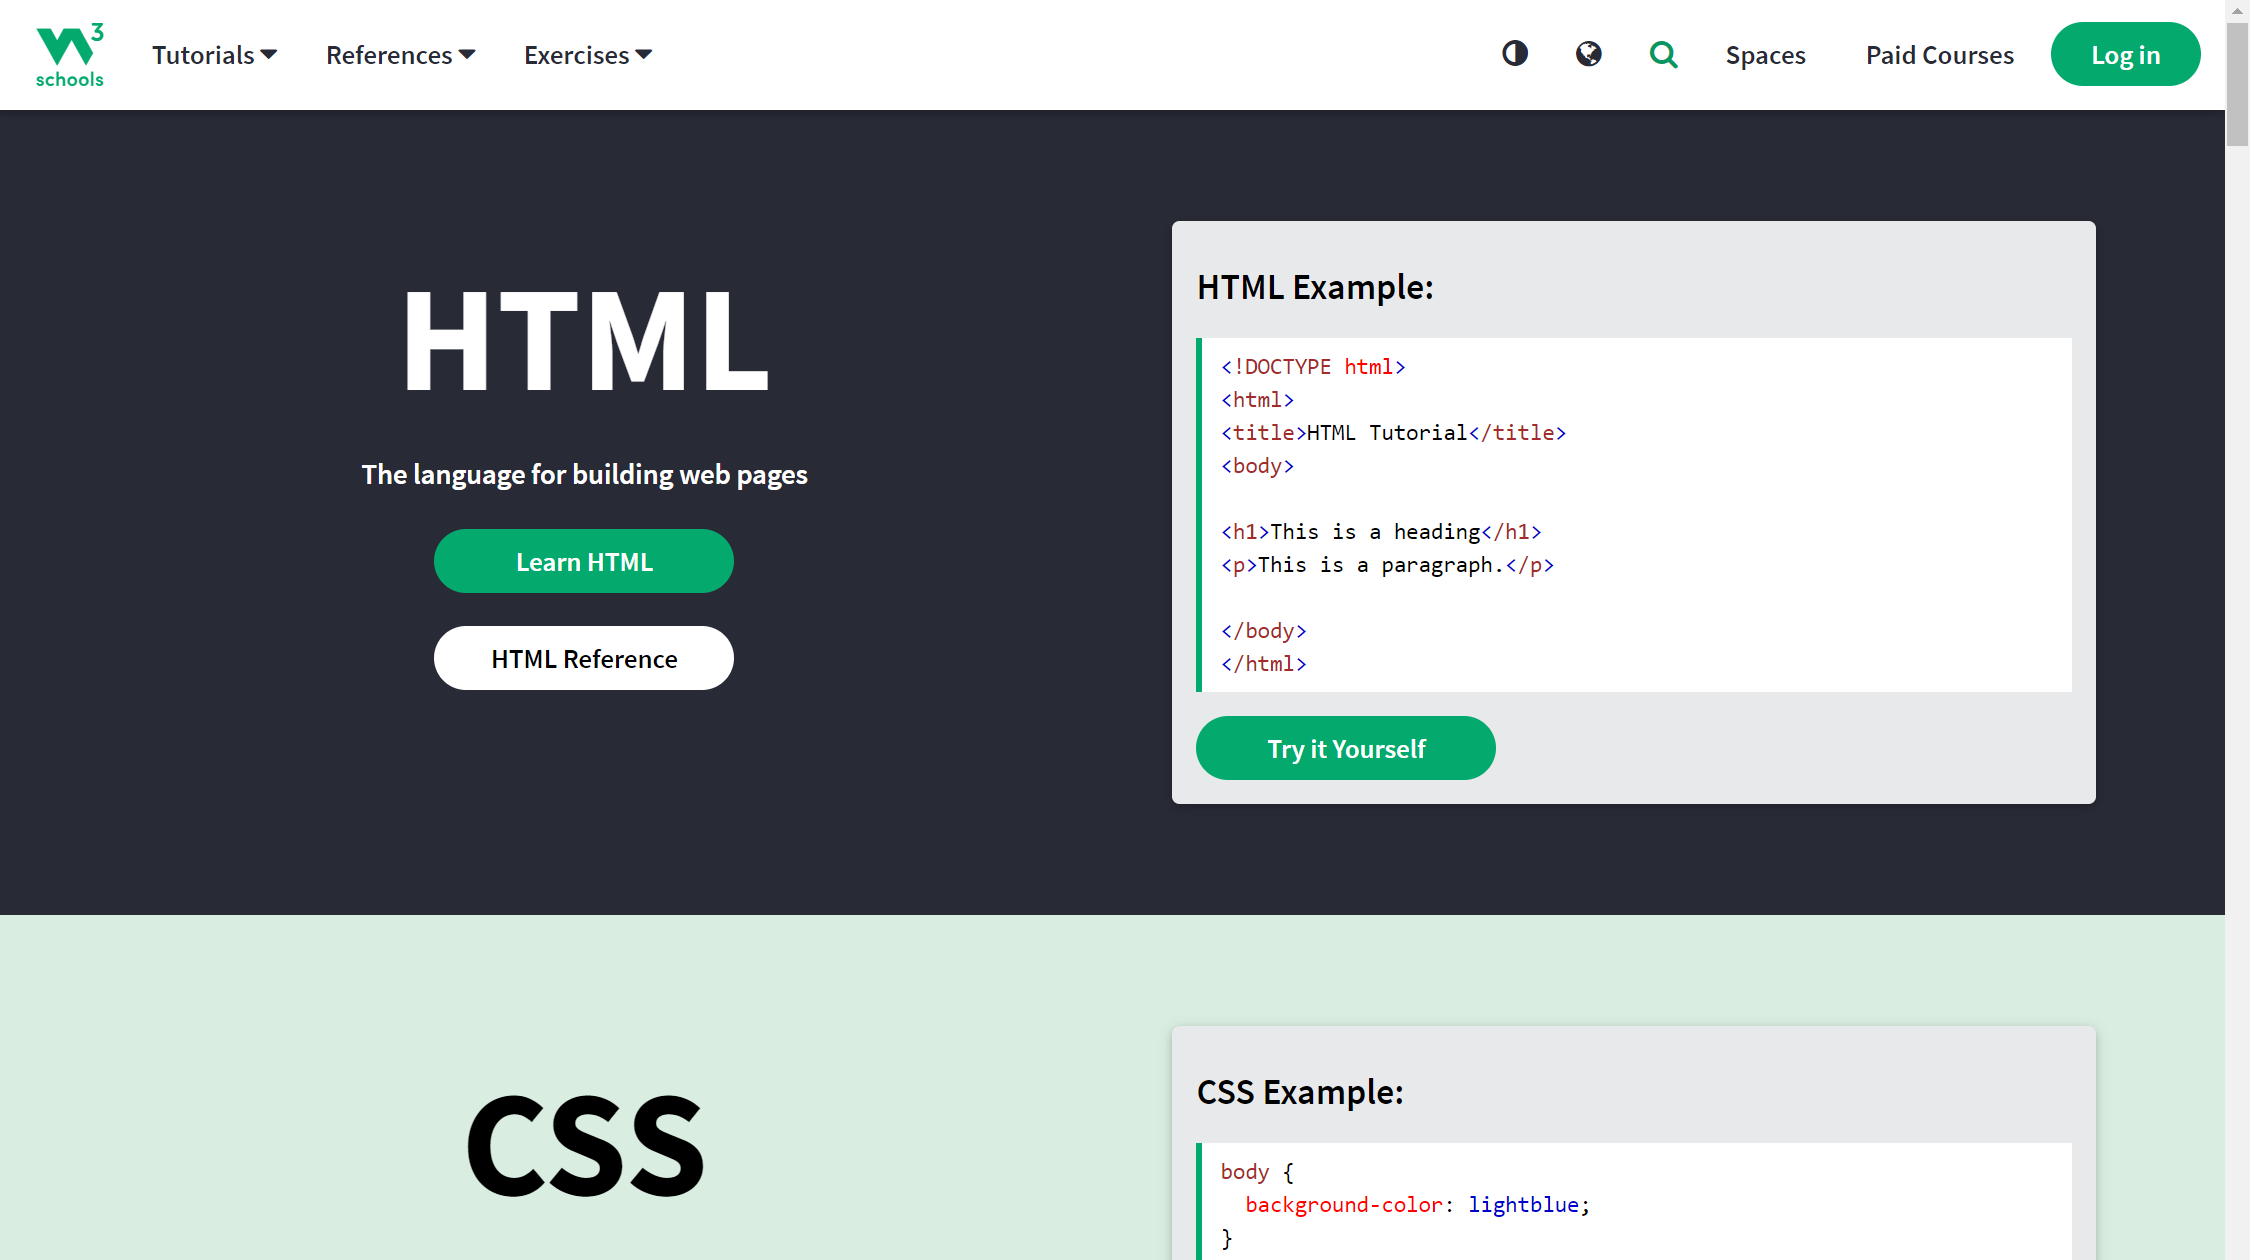 3
schools
Tutorials
References
Exercises
Spaces
Paid Courses
Log in
HTML
The language for building web pages
Learn HTML
HTML Reference
HTML Example:
<!DOCTYPE html>
<html>
<title>HTML Tutorial</title>
<body>
<h1>This is a heading</h1>
<p>This is a paragraph.</p>
</body>
</html>
Try it Yourself
CSS
CSS Example:
body {
background-color: lightblue;
}